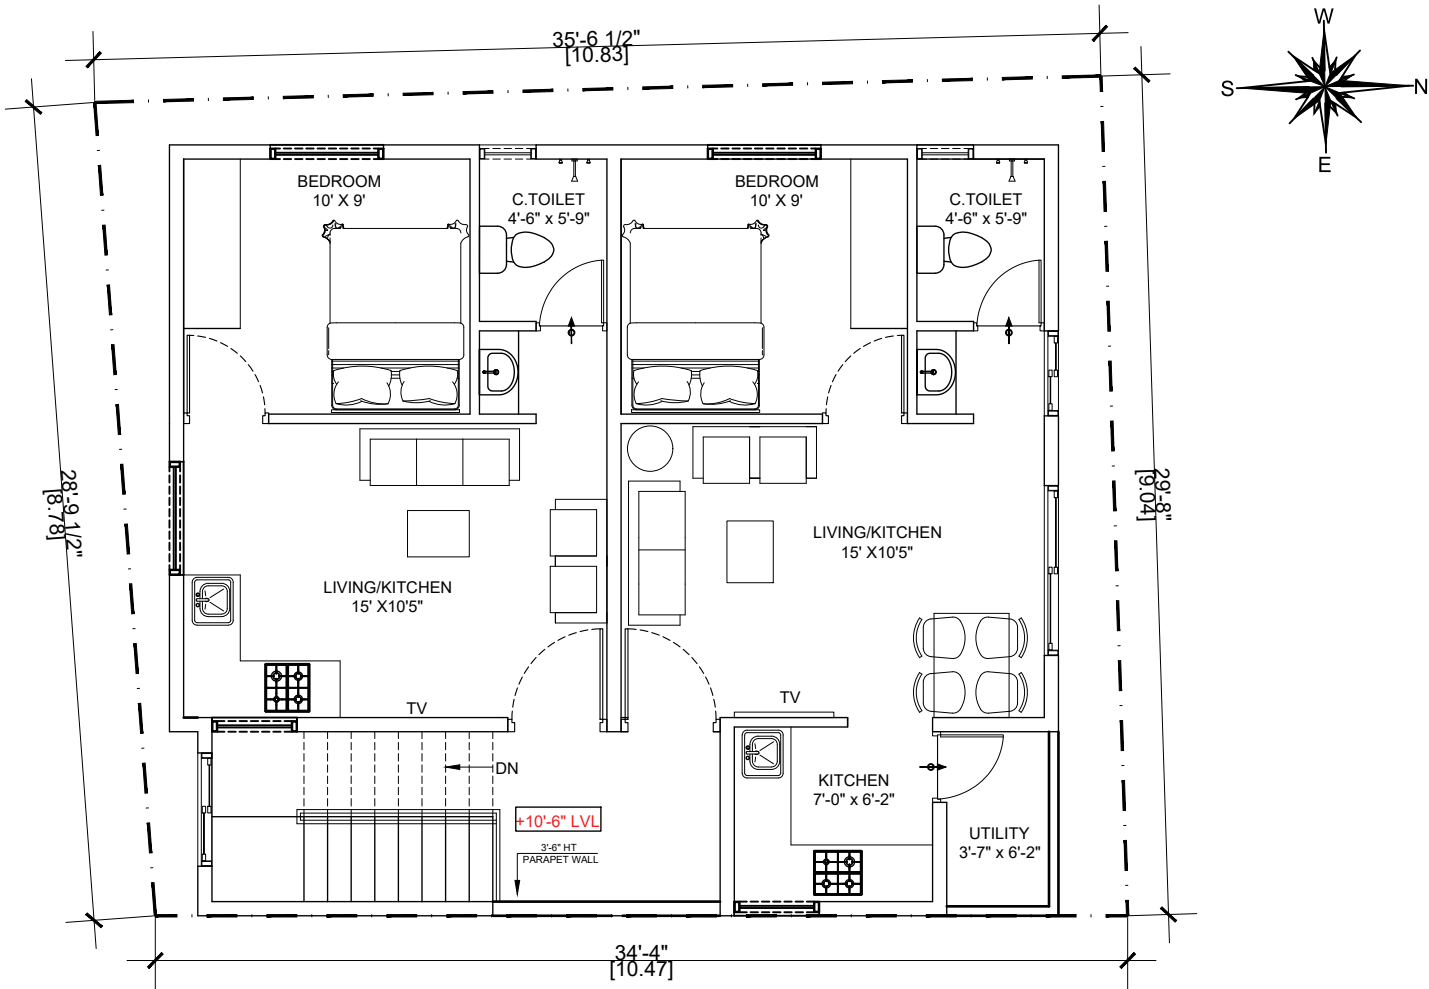 35'-6 1/2"
[10.83]
W
S
N
E
BEDROOM
10' X 9'
C.TOILET
4'-6" x 5'-9"
BEDROOM
10' X 9'
C.TOILET
4'-6" x 5'-9"
28'-9 1/2"
[8.78]
29'-8"
[9.04]
LIVING/KITCHEN
15' X10'5"
LIVING/KITCHEN
15' X10'5"
TV
TV
DN
KITCHEN
7'-0" x 6'-2"
+10'-6" LVL
3'-6" HT
PARAPET WALL
UTILITY
3'-7" x 6'-2"
34'-4"
[10.47]